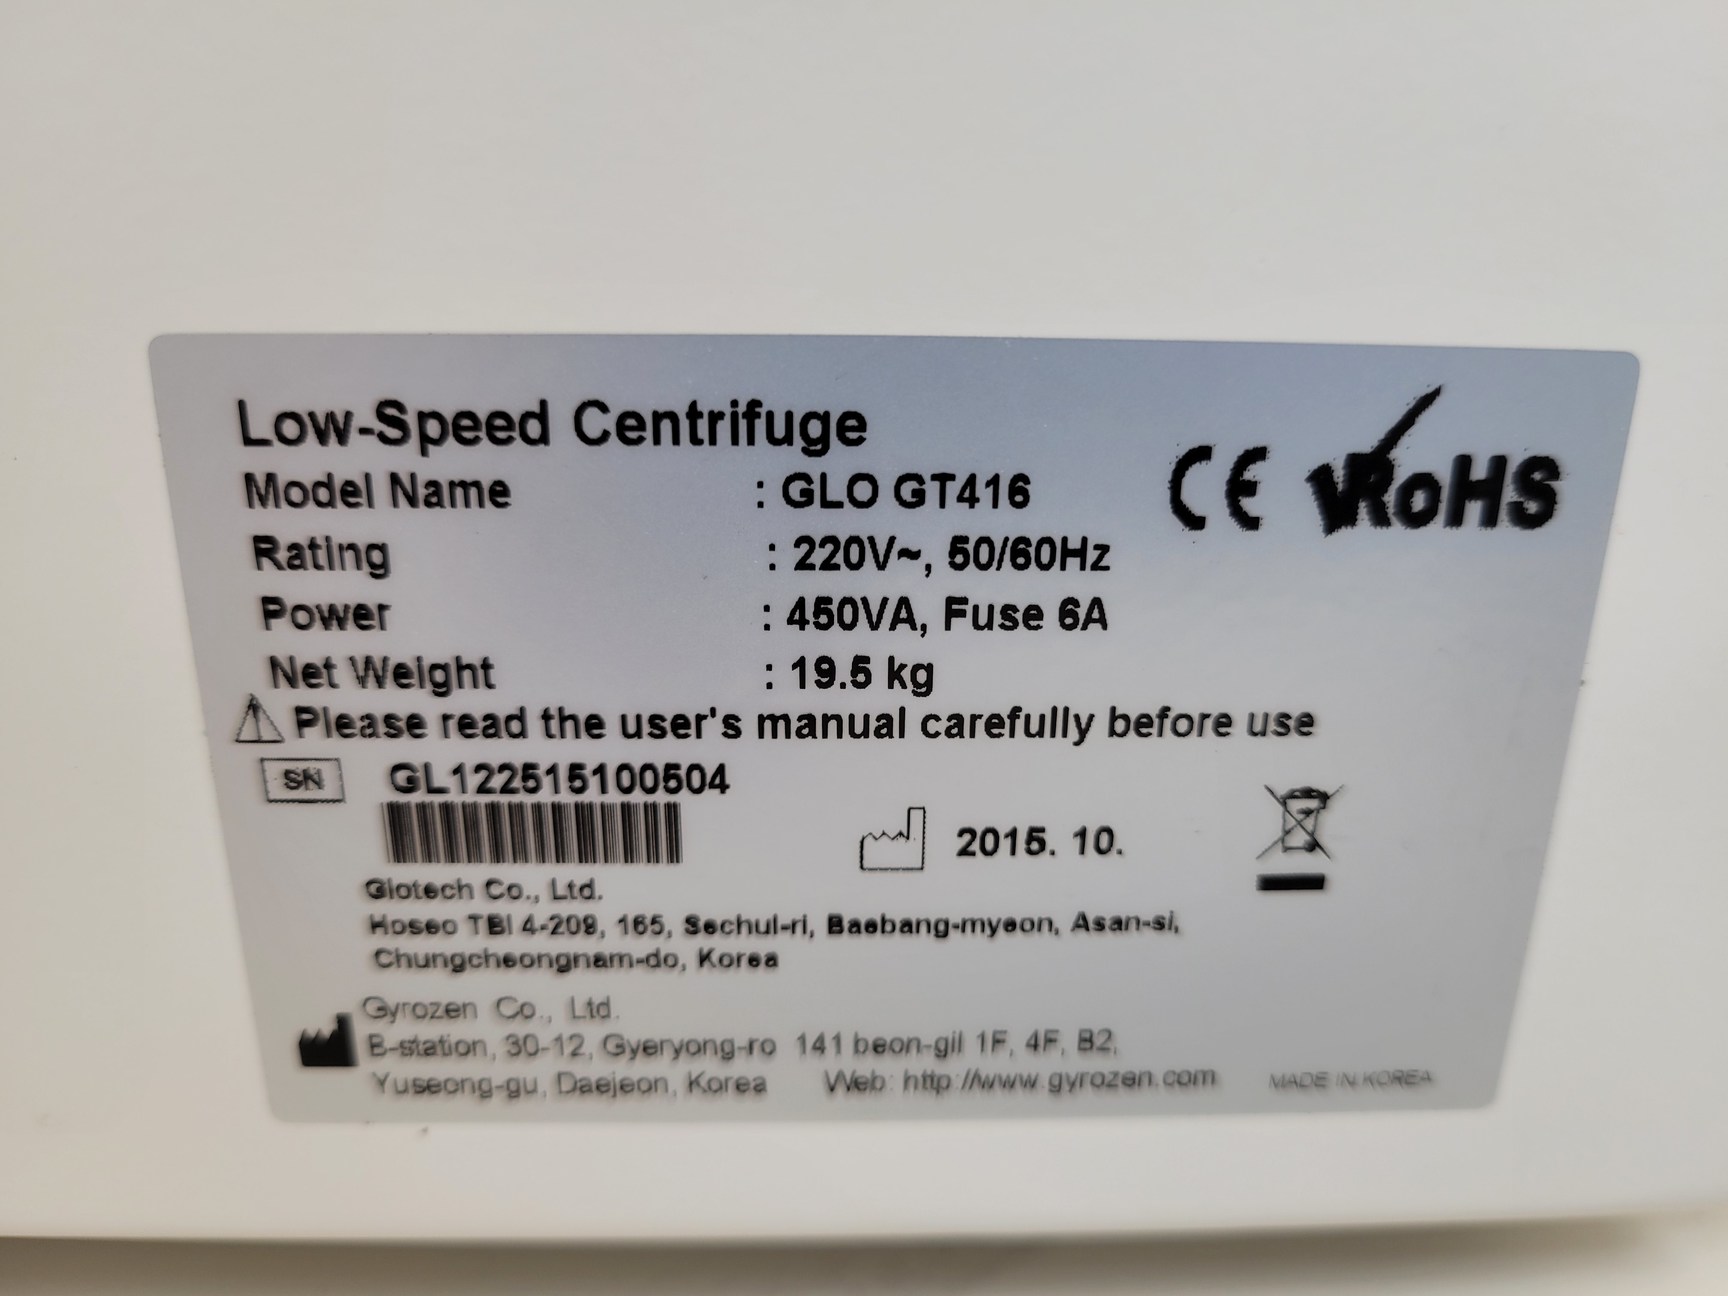 Low-Speed Centrifuge
Model Name : GLO GT416
Rating : 220V~, 50/60Hz
Power : 450VA, Fuse 6A
Net Weight : 19.5 kg
CE RoHS
Please read the user's manual carefully before use
SN GL122515100504
2015. 10.
Glotech Co., Ltd.
Hoseo TBI 4-209, 165, Sechul-ri, Baebang-myeon, Asan-si,
Chungcheongnam-do, Korea
Gyrozen Co., Ltd.
B-station, 30-12, Gyeryong-ro 141 beon-gil 1F, 4F, B2,
Yuseong-gu, Daejeon, Korea Web: http://www.gyrozen.com MADE IN KOREA